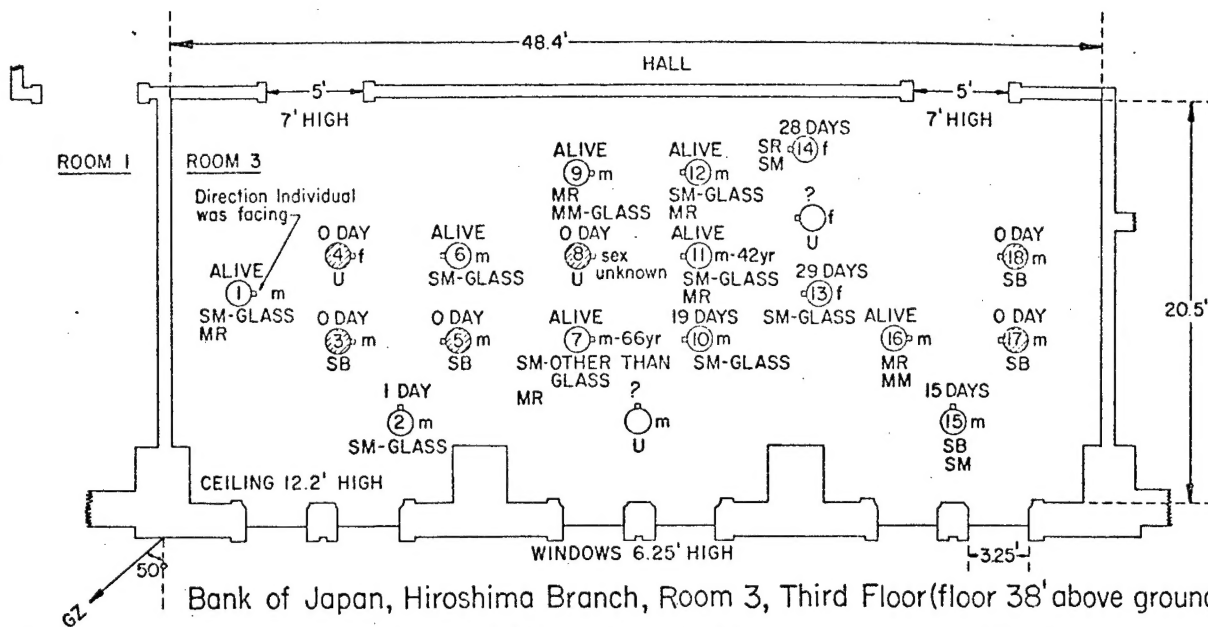 48.4'
HALL
5'
5'
7' HIGH
7' HIGH
ROOM 1
ROOM 3
Direction Individual
was facing
ALIVE
1 m
SM-GLASS
MR
0 DAY
4 f
U
0 DAY
3 m
SB
1 DAY
2 m
SM-GLASS
ALIVE
6 m
SM-GLASS
0 DAY
5 m
SB
ALIVE
9 m
MR
MM-GLASS
0 DAY
8 sex
unknown
U
ALIVE
7 m-66yr
SM-OTHER THAN
GLASS
MR
?
m
U
ALIVE
12 m
SM-GLASS
MR
ALIVE
11 m-42yr
SM-GLASS
MR
19 DAYS
10 m
SM-GLASS
28 DAYS
SR
SM
14 f
?
f
U
29 DAYS
13 f
SM-GLASS
ALIVE
16 m
MR
MM
15 DAYS
15 m
SB
SM
0 DAY
18 m
SB
0 DAY
17 m
SB
20.5'
CEILING 12.2' HIGH
WINDOWS 6.25' HIGH
3.25'
50°
GZ
Bank of Japan, Hiroshima Branch, Room 3, Third Floor (floor 38' above ground